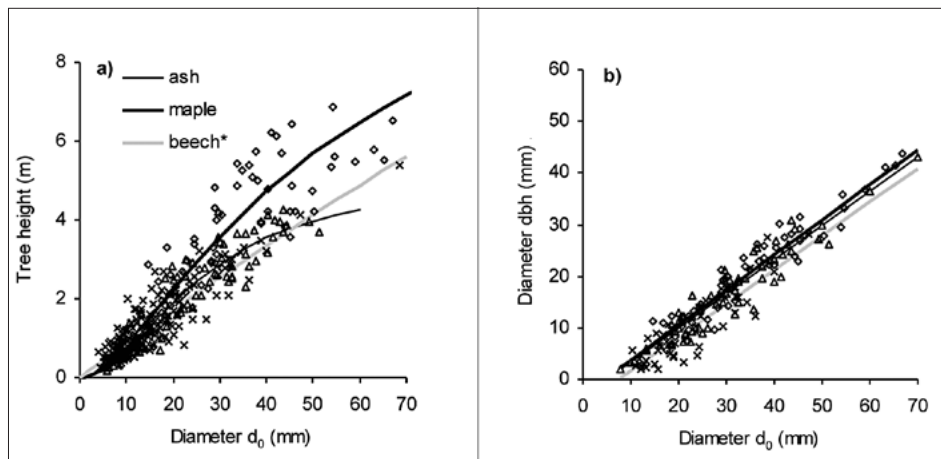 a)
ash
maple
beech*
8
6
4
2
0
0 10 20 30 40 50 60 70
Tree height (m)
Diameter d₀ (mm)
b)
60
50
40
30
20
10
0
0 10 20 30 40 50 60 70
Diameter dbh (mm)
Diameter d₀ (mm)